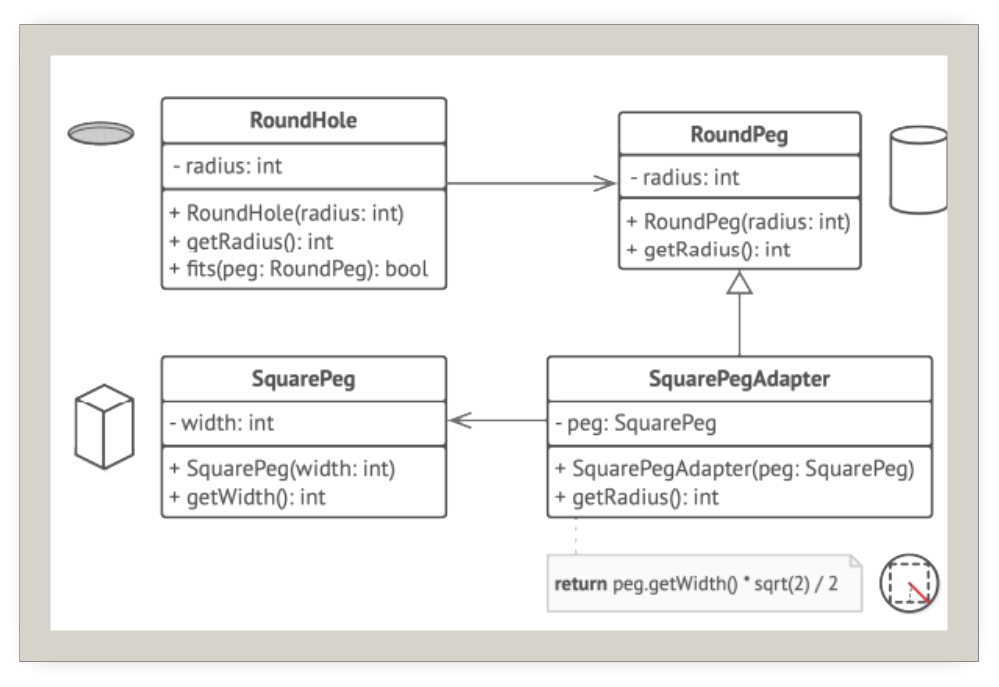 RoundHole
- radius: int
+ RoundHole(radius: int)
+ getRadius(): int
+ fits(peg: RoundPeg): bool
RoundPeg
- radius: int
+ RoundPeg(radius: int)
+ getRadius(): int
SquarePeg
- width: int
+ SquarePeg(width: int)
+ getWidth(): int
SquarePegAdapter
- peg: SquarePeg
+ SquarePegAdapter(peg: SquarePeg)
+ getRadius(): int
return peg.getWidth() * sqrt(2) / 2